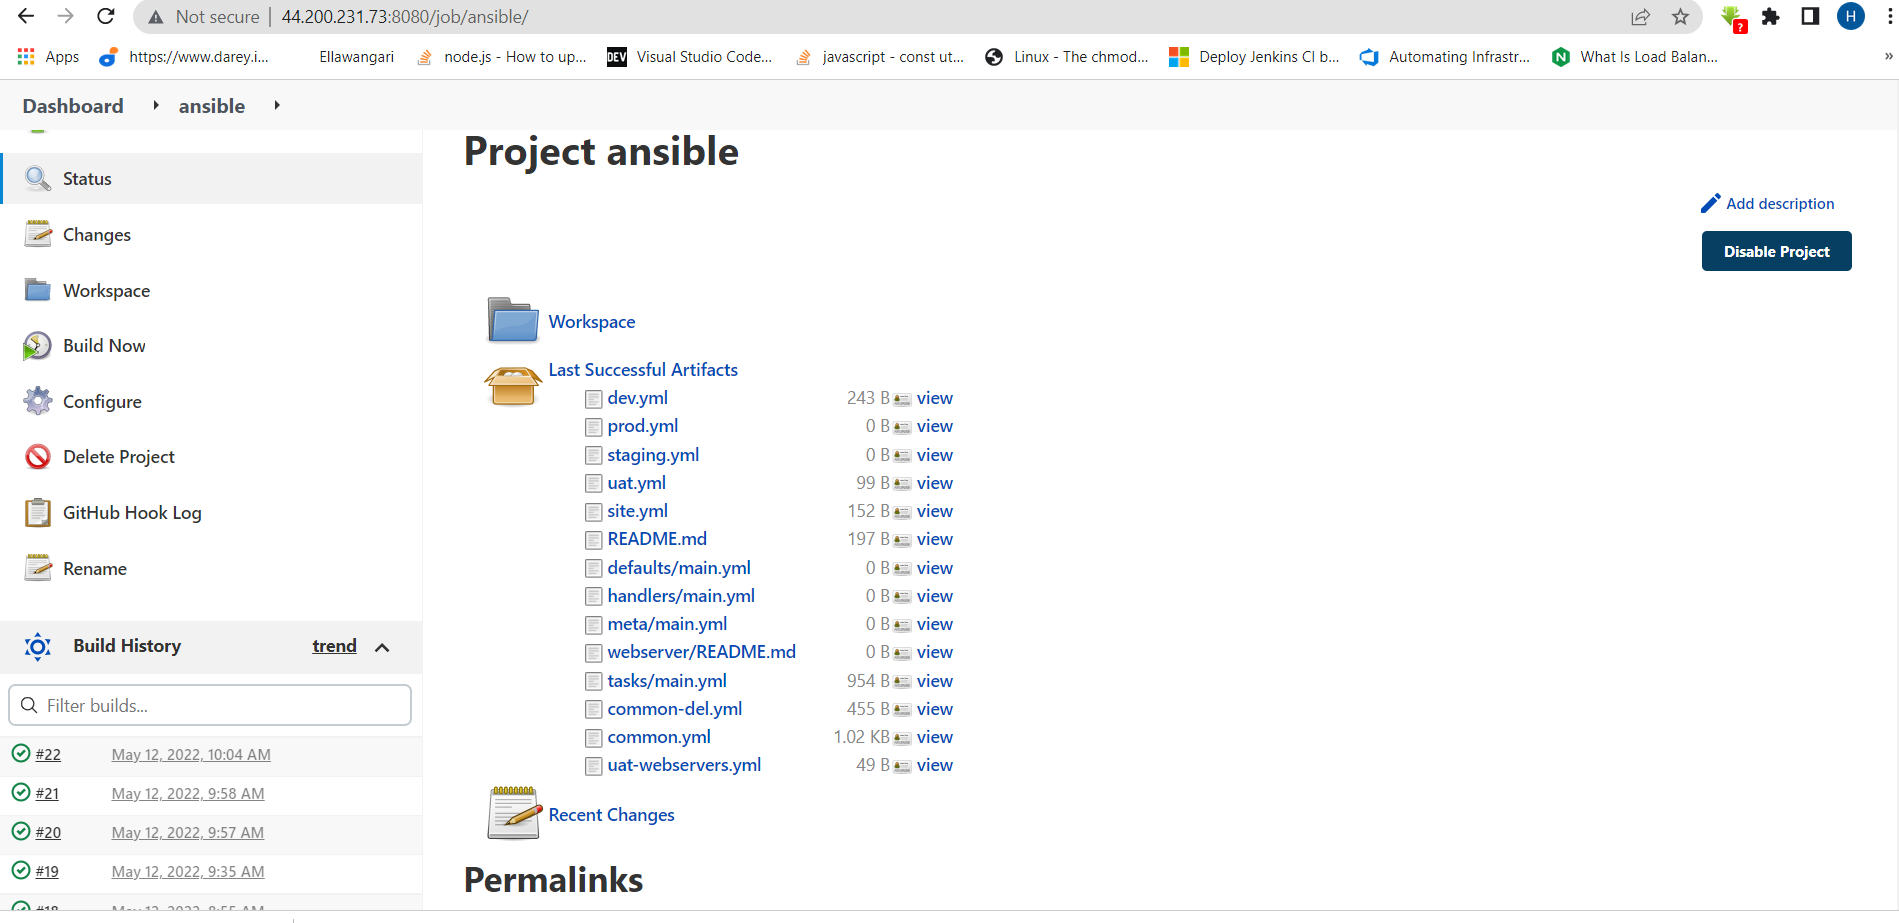 Not secure | 44.200.231.73:8080/job/ansible/
?
H
Apps https://www.darey.i... Ellawangari node.js - How to up... DEV Visual Studio Code... javascript - const ut... Linux - The chmod... Deploy Jenkins CI b... Automating Infrastr... N What Is Load Balan... »
Dashboard ansible
Status
Changes
Workspace
Build Now
Configure
Delete Project
GitHub Hook Log
Rename
Build History trend
Filter builds...
#22 May 12, 2022, 10:04 AM
#21 May 12, 2022, 9:58 AM
#20 May 12, 2022, 9:57 AM
#19 May 12, 2022, 9:35 AM
#18 May 12, 2022, 8:55 AM
Project ansible
Add description
Disable Project
Workspace
Last Successful Artifacts
dev.yml 243 B view
prod.yml 0 B view
staging.yml 0 B view
uat.yml 99 B view
site.yml 152 B view
README.md 197 B view
defaults/main.yml 0 B view
handlers/main.yml 0 B view
meta/main.yml 0 B view
webserver/README.md 0 B view
tasks/main.yml 954 B view
common-del.yml 455 B view
common.yml 1.02 KB view
uat-webservers.yml 49 B view
Recent Changes
Permalinks